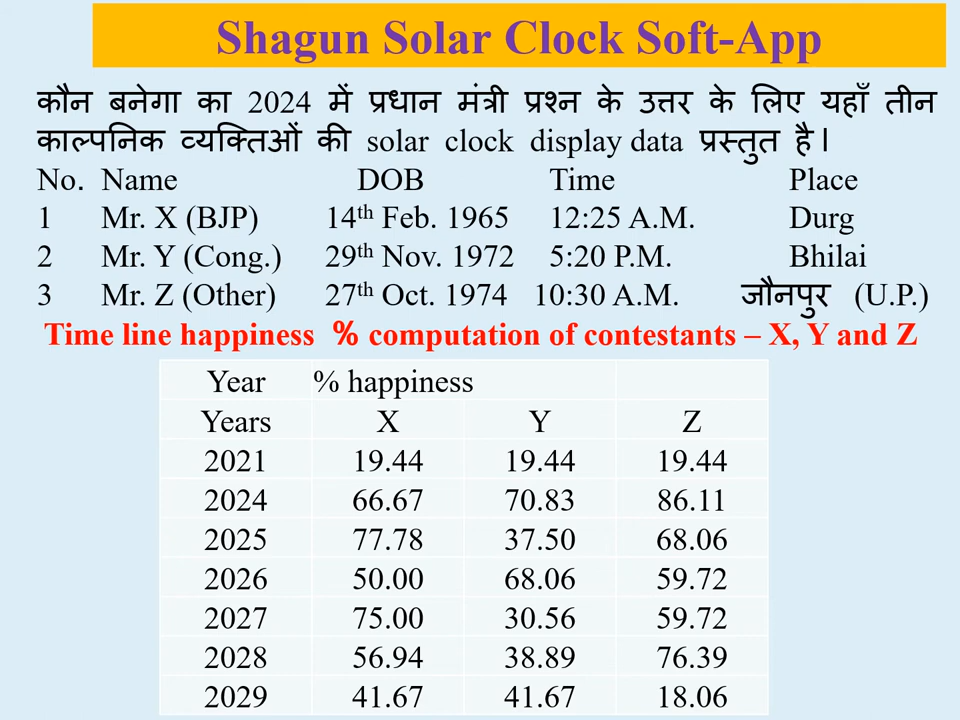 Shagun Solar Clock Soft-App
कौन बनेगा का 2024 में प्रधान मंत्री प्रश्न के उत्तर के लिए यहाँ तीन
काल्पनिक व्यक्तिओं की solar clock display data प्रस्तुत है।
No. Name DOB Time Place
1 Mr. X (BJP) 14th Feb. 1965 12:25 A.M. Durg
2 Mr. Y (Cong.) 29th Nov. 1972 5:20 P.M. Bhilai
3 Mr. Z (Other) 27th Oct. 1974 10:30 A.M. जौनपुर (U.P.)
Time line happiness % computation of contestants – X, Y and Z
Year % happiness
Years X Y Z
2021 19.44 19.44 19.44
2024 66.67 70.83 86.11
2025 77.78 37.50 68.06
2026 50.00 68.06 59.72
2027 75.00 30.56 59.72
2028 56.94 38.89 76.39
2029 41.67 41.67 18.06